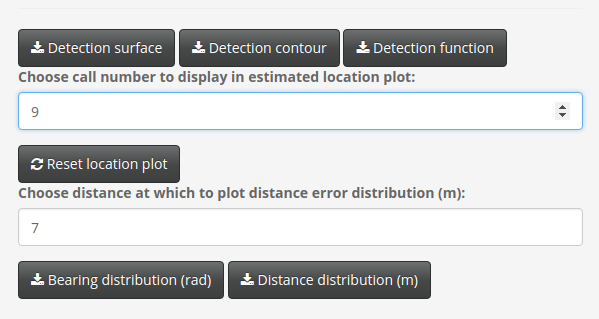 Detection surface Detection contour Detection function
Choose call number to display in estimated location plot:
9
Reset location plot
Choose distance at which to plot distance error distribution (m):
7
Bearing distribution (rad) Distance distribution (m)